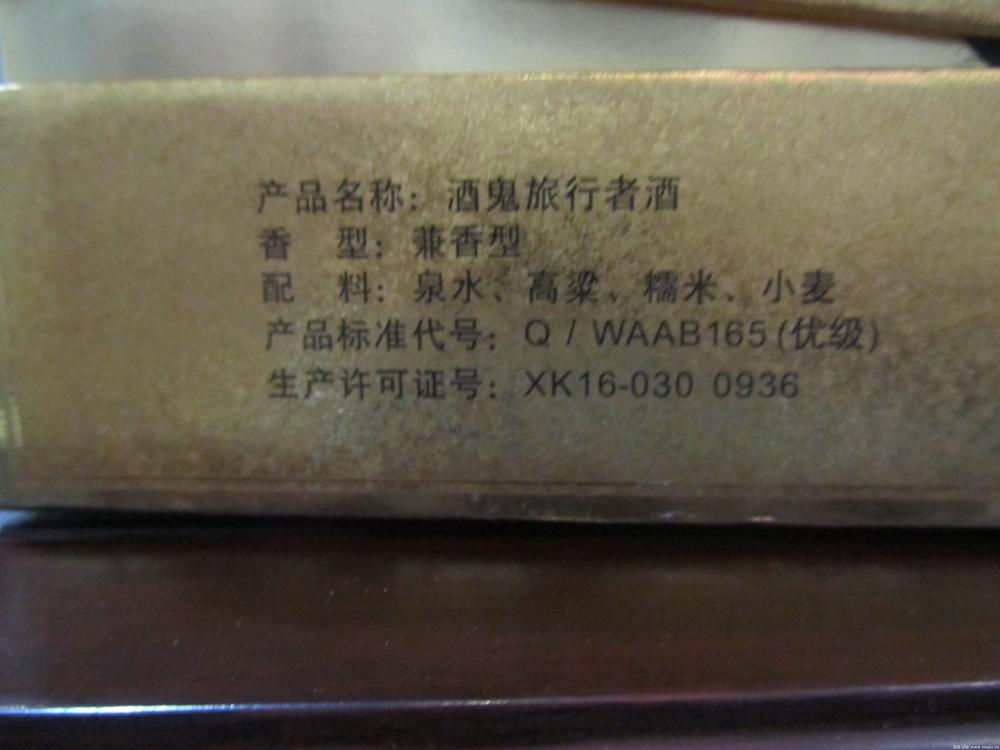 产品名称：酒鬼旅行者酒
香　型：兼香型
配　料：泉水、高粱、糯米、小麦
产品标准代号：Q / WAAB165(优级)
生产许可证号：XK16-030 0936